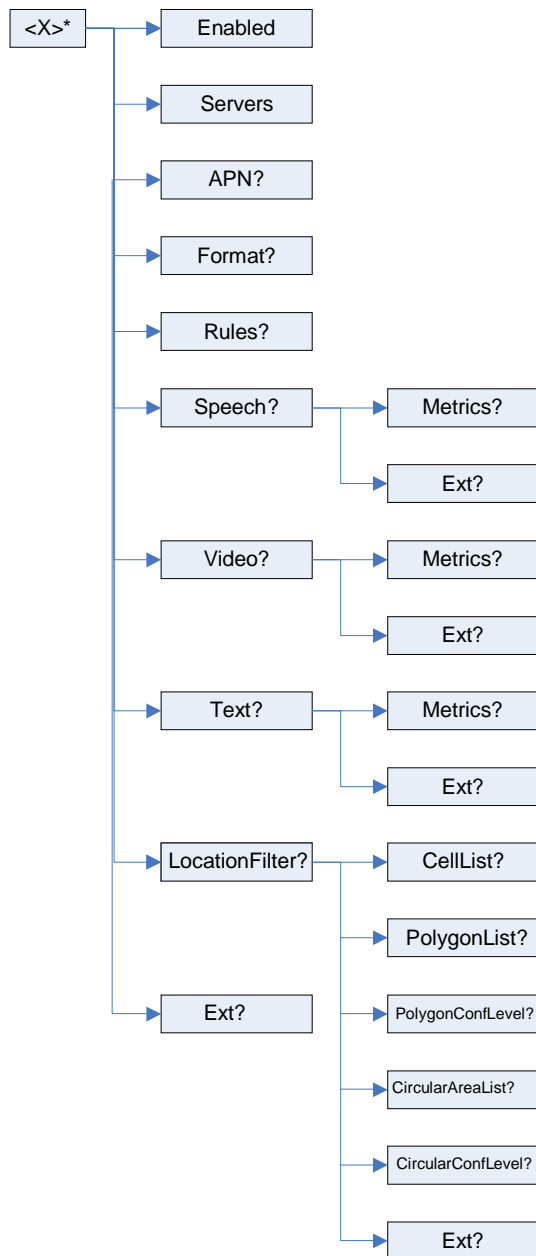 <X>*
Enabled
Servers
APN?
Format?
Rules?
Speech?
Metrics?
Ext?
Video?
Metrics?
Ext?
Text?
Metrics?
Ext?
LocationFilter?
CellList?
PolygonList?
PolygonConfLevel?
CircularAreaList?
CircularConfLevel?
Ext?
Ext?